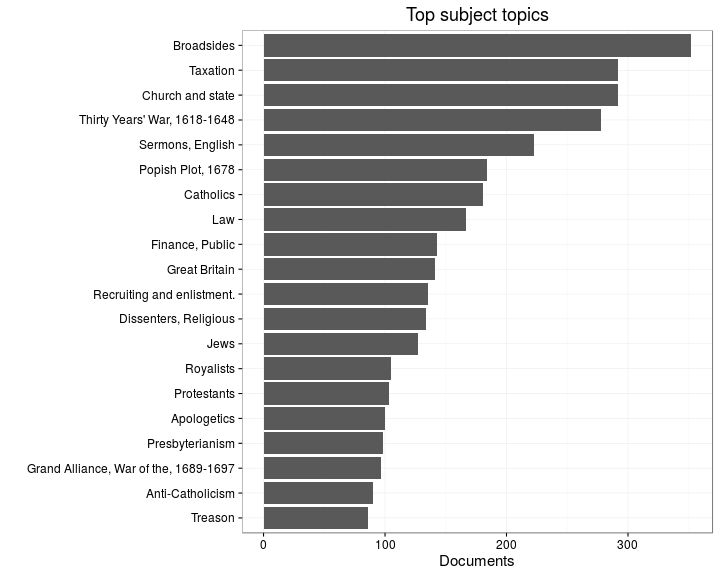 Top subject topics
Broadsides
Taxation
Church and state
Thirty Years' War, 1618-1648
Sermons, English
Popish Plot, 1678
Catholics
Law
Finance, Public
Great Britain
Recruiting and enlistment.
Dissenters, Religious
Jews
Royalists
Protestants
Apologetics
Presbyterianism
Grand Alliance, War of the, 1689-1697
Anti-Catholicism
Treason
0 100 200 300
Documents